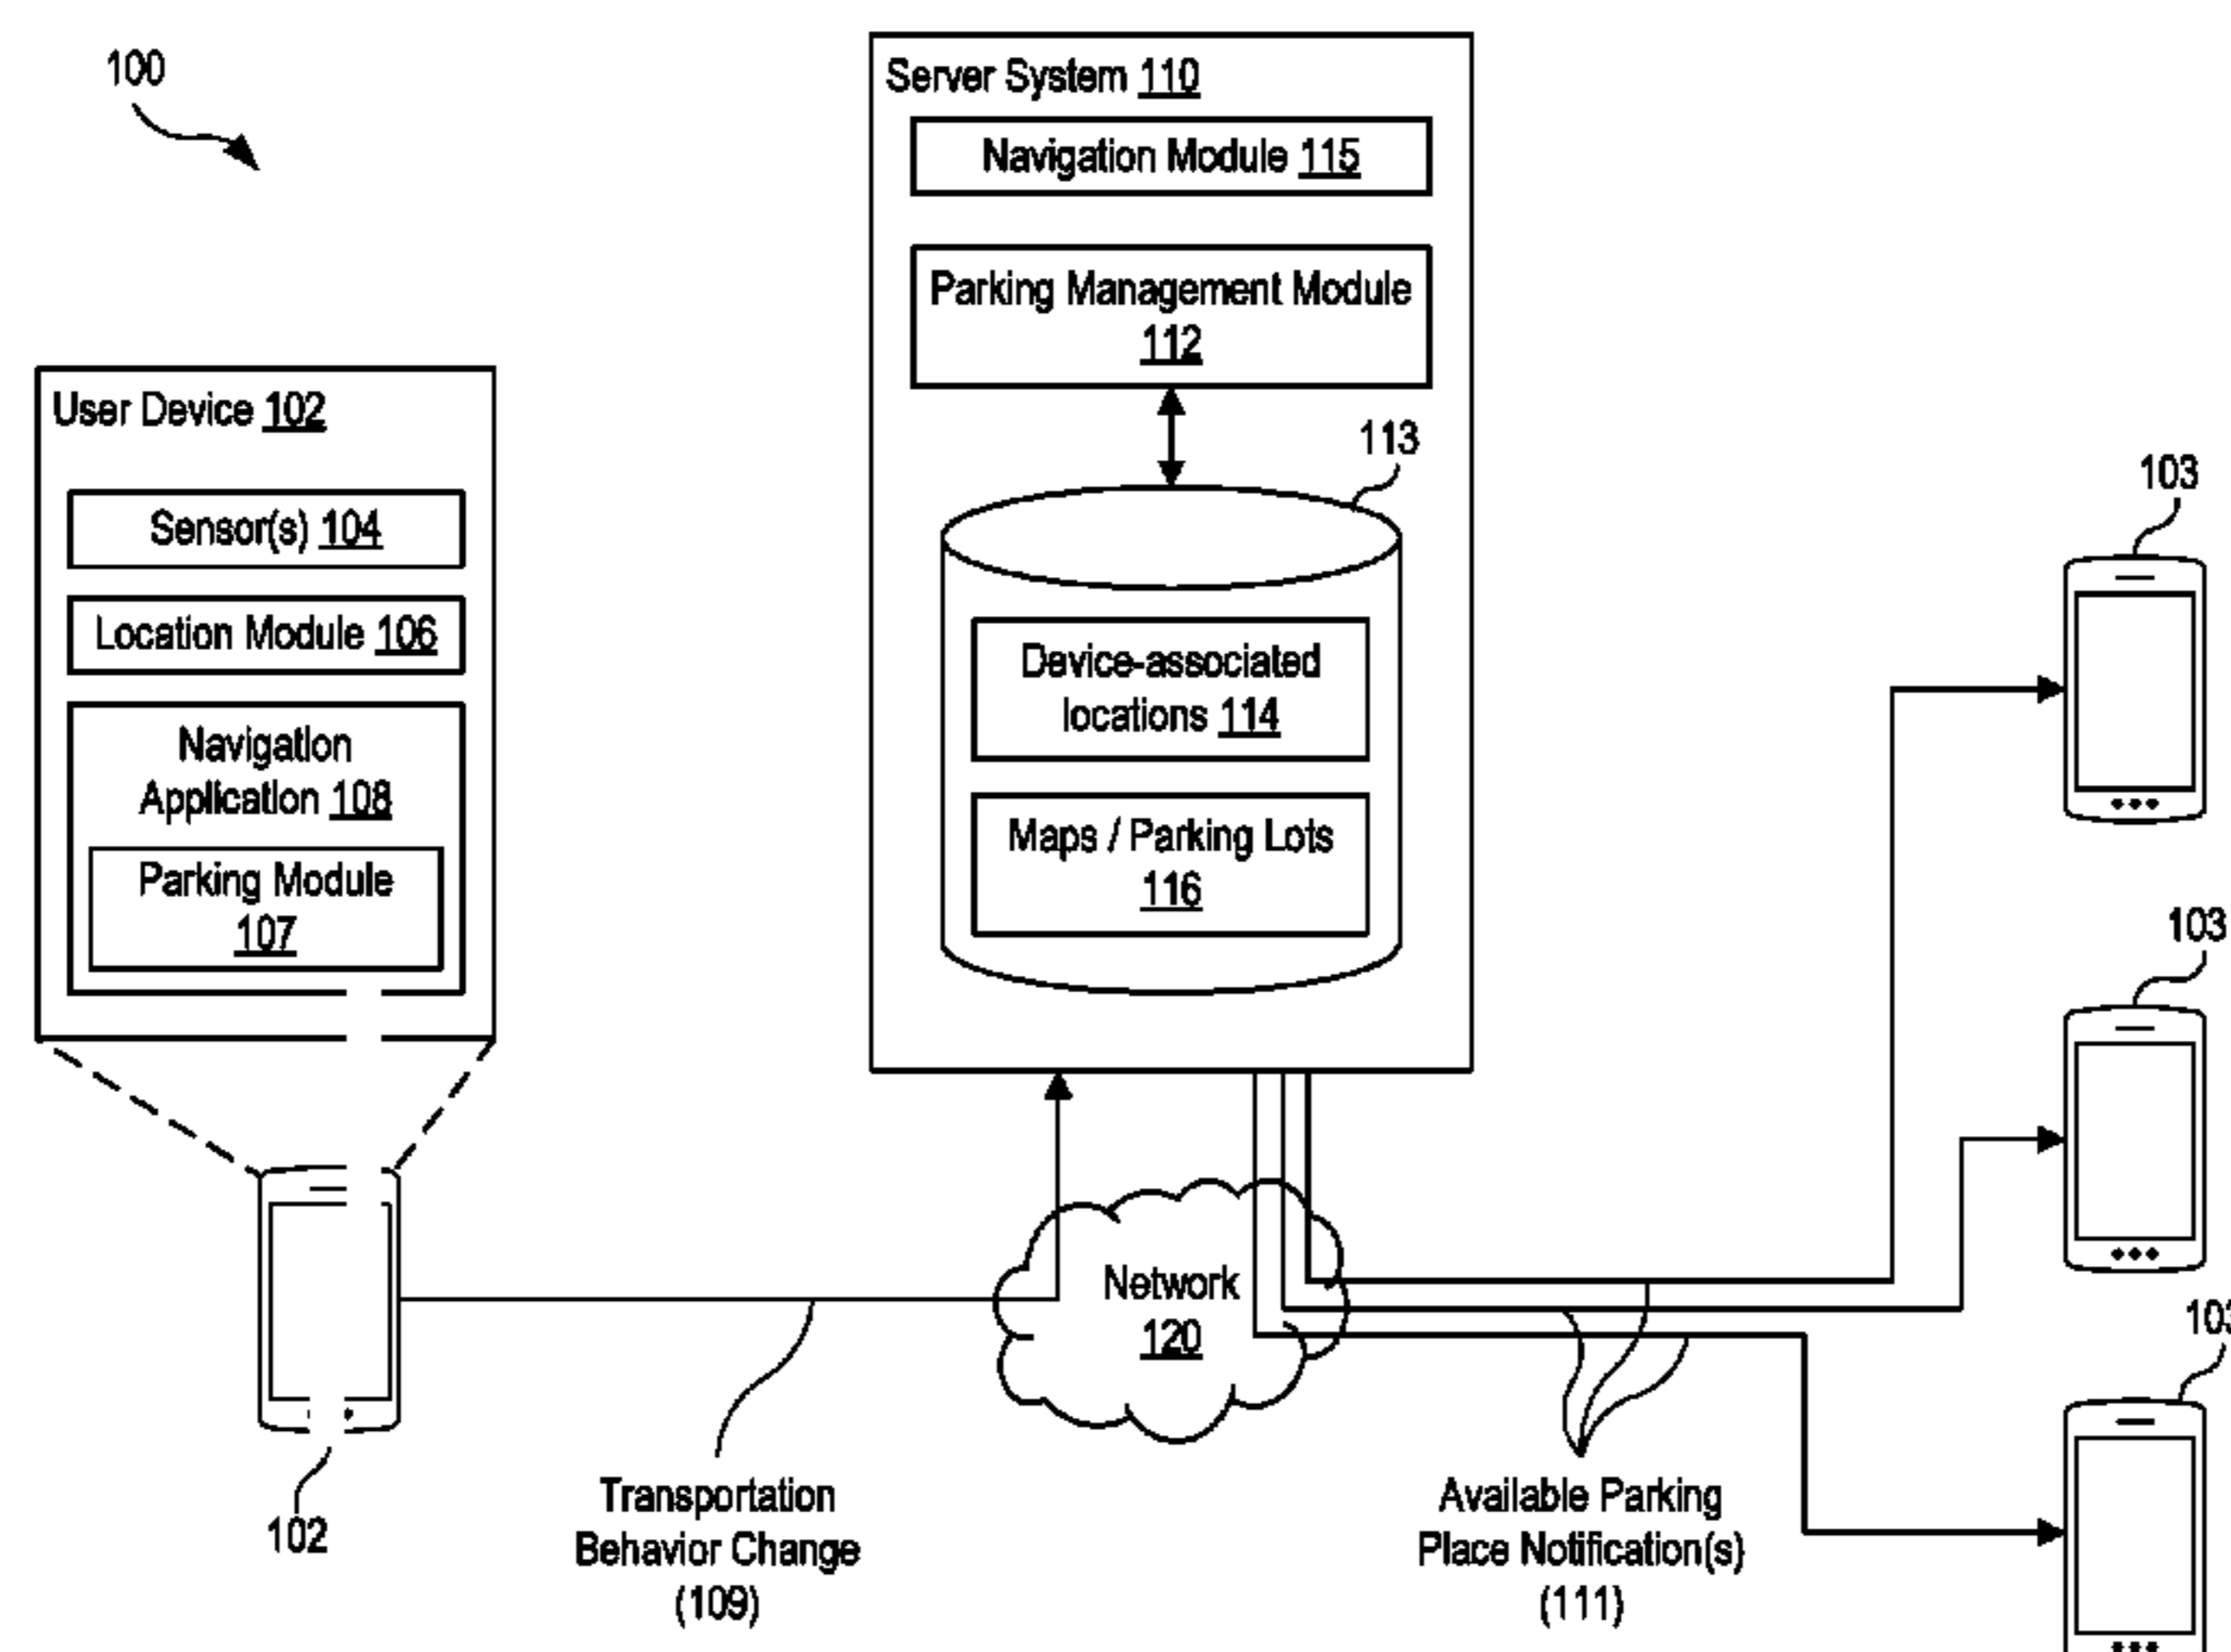 100
Server System 110
Navigation Module 115
Parking Management Module
112
113
Device-associated
locations 114
Maps / Parking Lots
116
User Device 102
Sensor(s) 104
Location Module 106
Navigation
Application 108
Parking Module
107
102
Transportation
Behavior Change
(109)
Network
120
Available Parking
Place Notification(s)
(111)
103
103
103